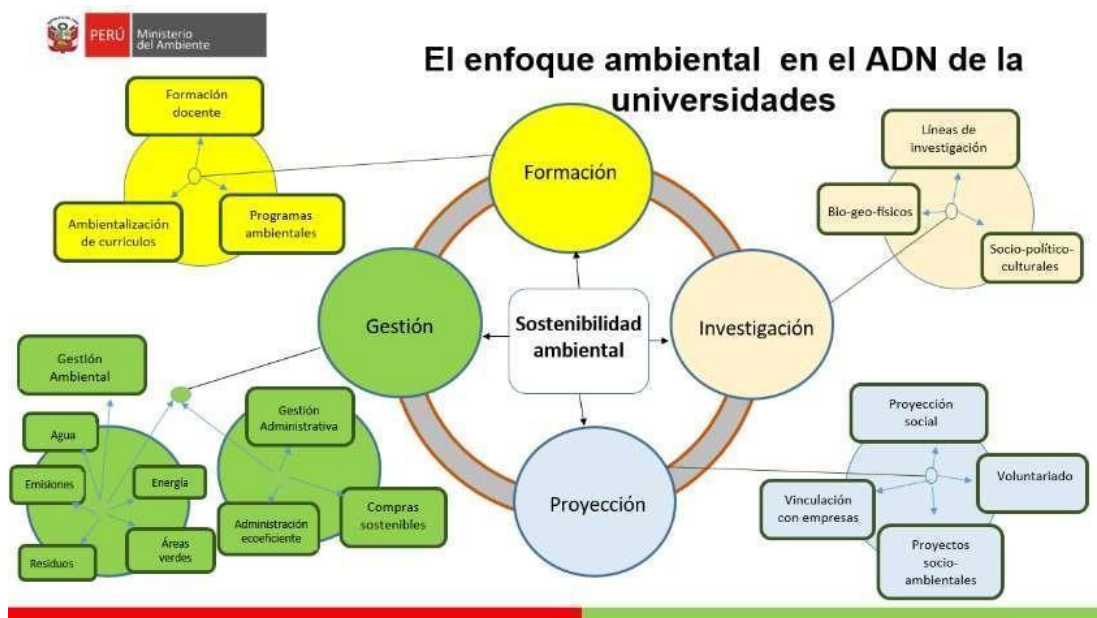 PERÚ
Ministerio
del Ambiente
El enfoque ambiental en el ADN de la
universidades
Formación
docente
Ambientalización
de curriculos
Programas
ambientales
Formación
Líneas de
investigación
Bio-geo-físicos
Socio-político-
culturales
Gestión
Sostenibilidad
ambiental
Investigación
Gestión
Ambiental
Agua
Emisiones
Energía
Residuos
Áreas
verdes
Gestión
Administrativa
Administración
ecoeficiente
Compras
sostenibles
Proyección
Proyección
social
Voluntariado
Vinculación
con empresas
Proyectos
socio-
ambientales